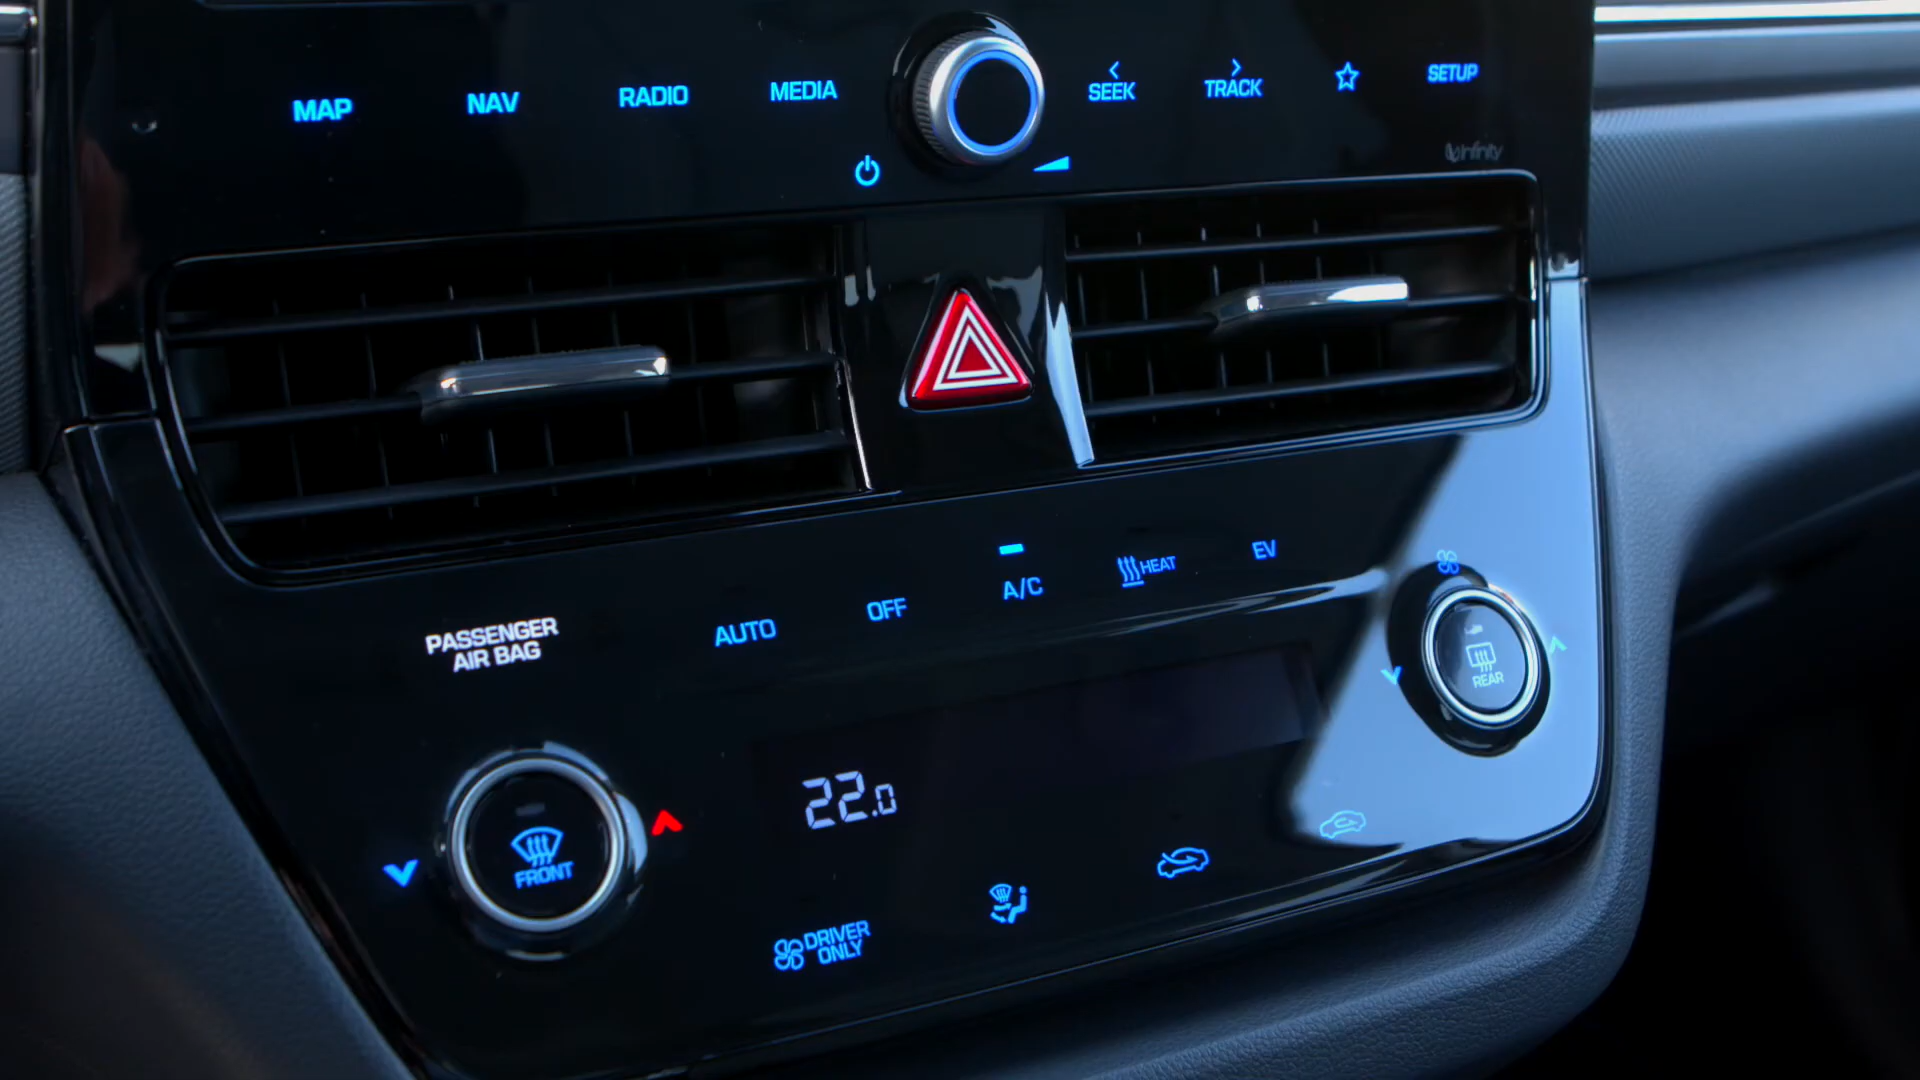 MAP
NAV
RADIO
MEDIA
SEEK
TRACK
SETUP
infinity
A/C
HEAT
EV
AUTO
OFF
PASSENGER
AIR BAG
REAR
22.0
FRONT
DRIVER
ONLY